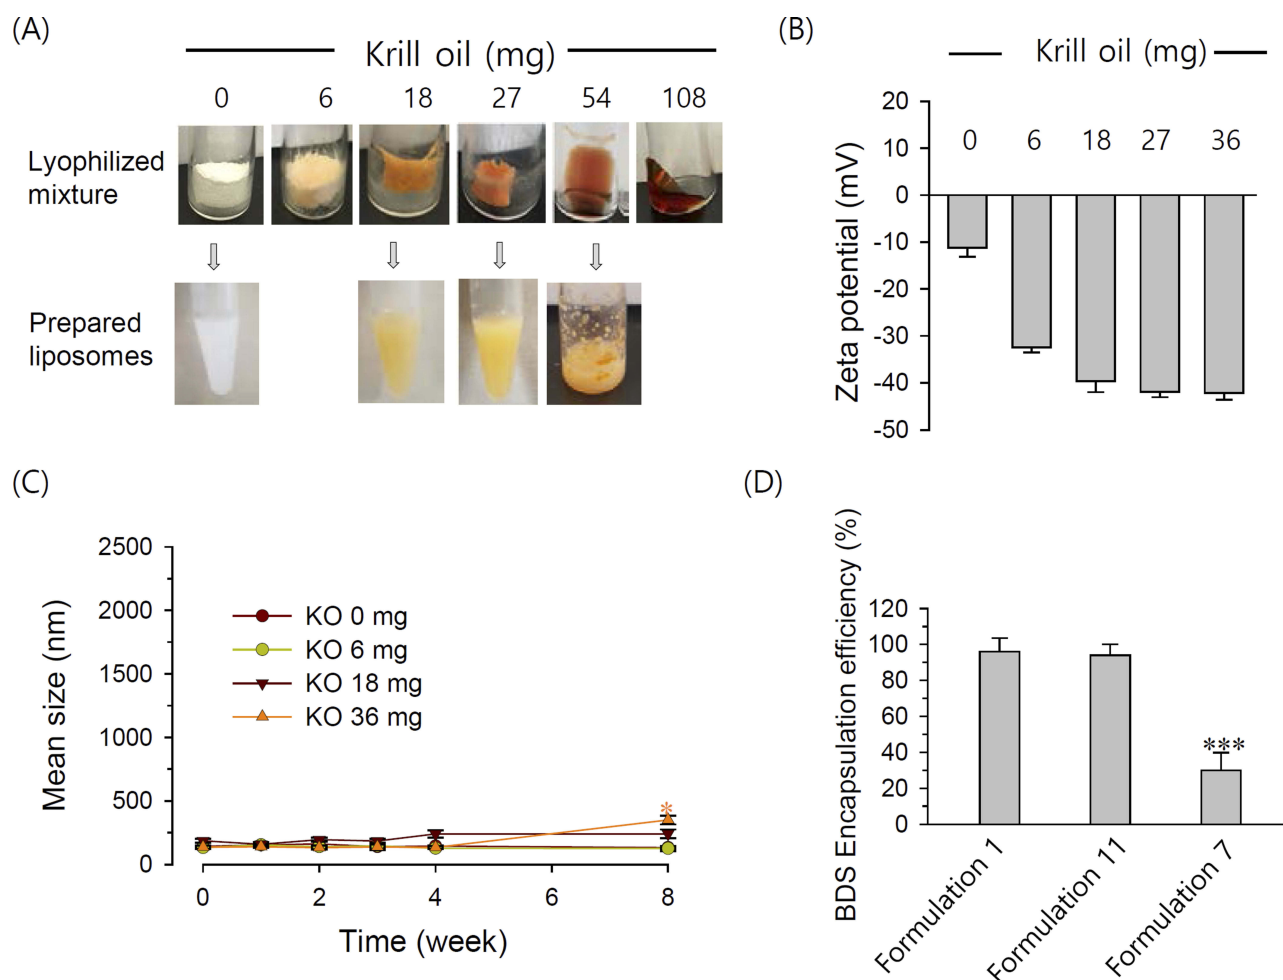 (A)
Krill oil (mg)
0 6 18 27 54 108
Lyophilized
mixture
Prepared
liposomes
(B)
Krill oil (mg)
0 6 18 27 36
Zeta potential (mV)
20
10
0
-10
-20
-30
-40
-50
(C)
Mean size (nm)
2500
2000
1500
1000
500
0
KO 0 mg
KO 6 mg
KO 18 mg
KO 36 mg
*
0 2 4 6 8
Time (week)
(D)
BDS Encapsulation efficiency (%)
120
100
80
60
40
20
0
***
Formulation 1
Formulation 11
Formulation 7